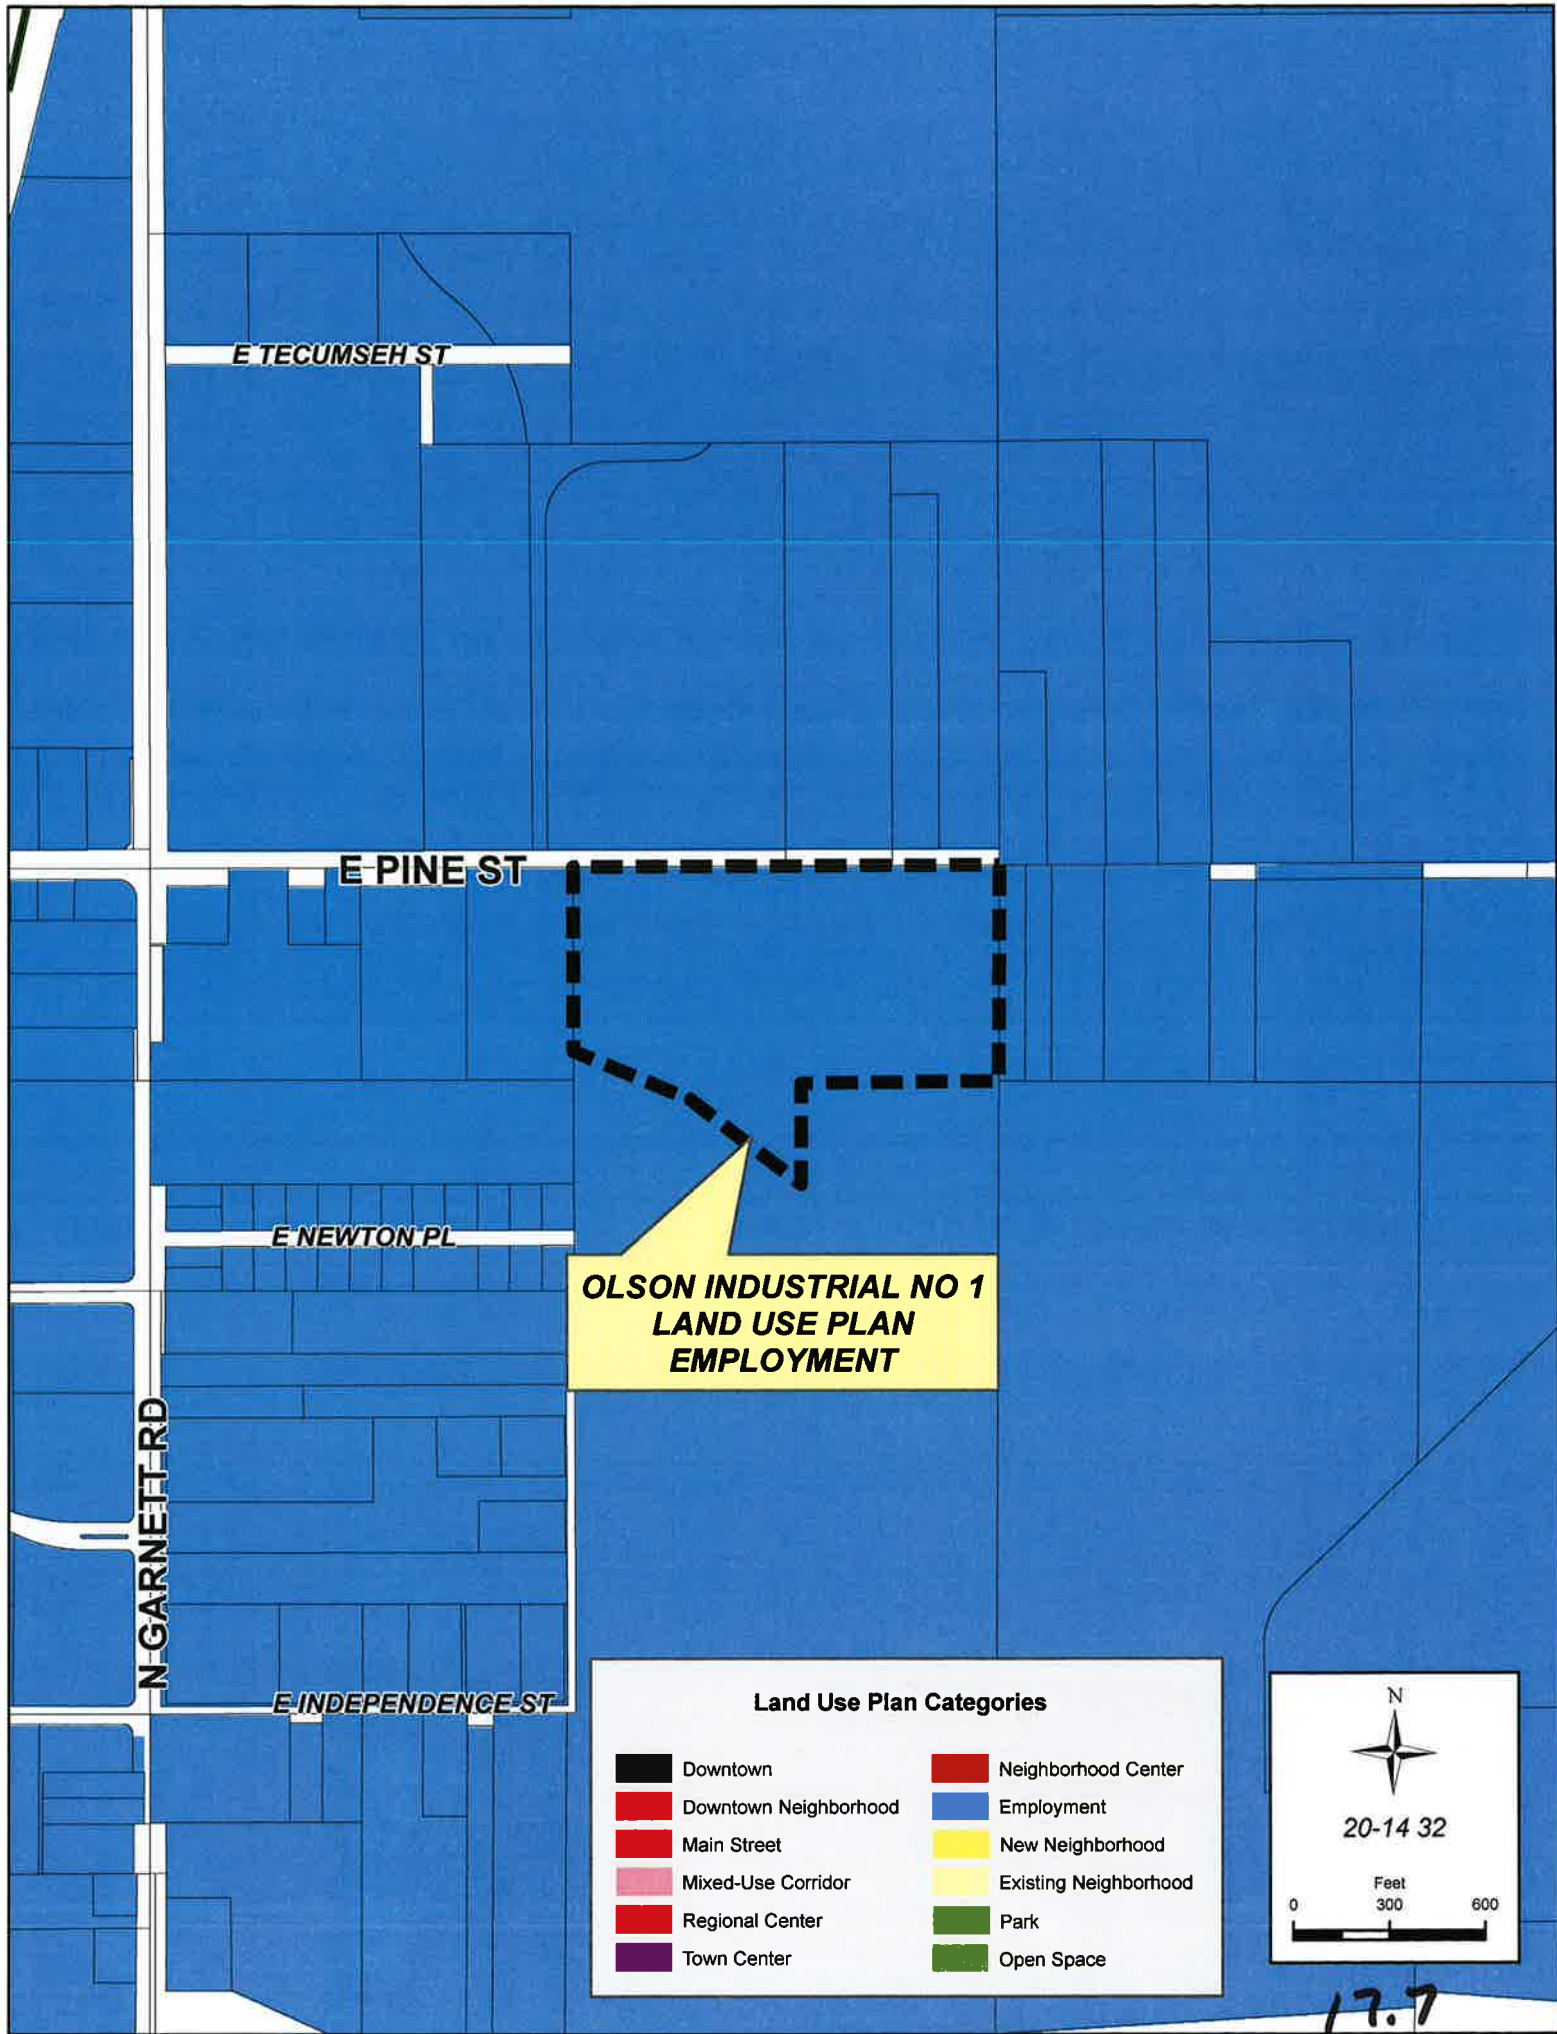 E TECUMSEH ST
E PINE ST
E NEWTON PL
OLSON INDUSTRIAL NO 1
LAND USE PLAN
EMPLOYMENT
N GARNETT RD
E INDEPENDENCE ST
Land Use Plan Categories
Downtown
Downtown Neighborhood
Main Street
Mixed-Use Corridor
Regional Center
Town Center
Neighborhood Center
Employment
New Neighborhood
Existing Neighborhood
Park
Open Space
N
20-14 32
Feet
0 300 600
17.7